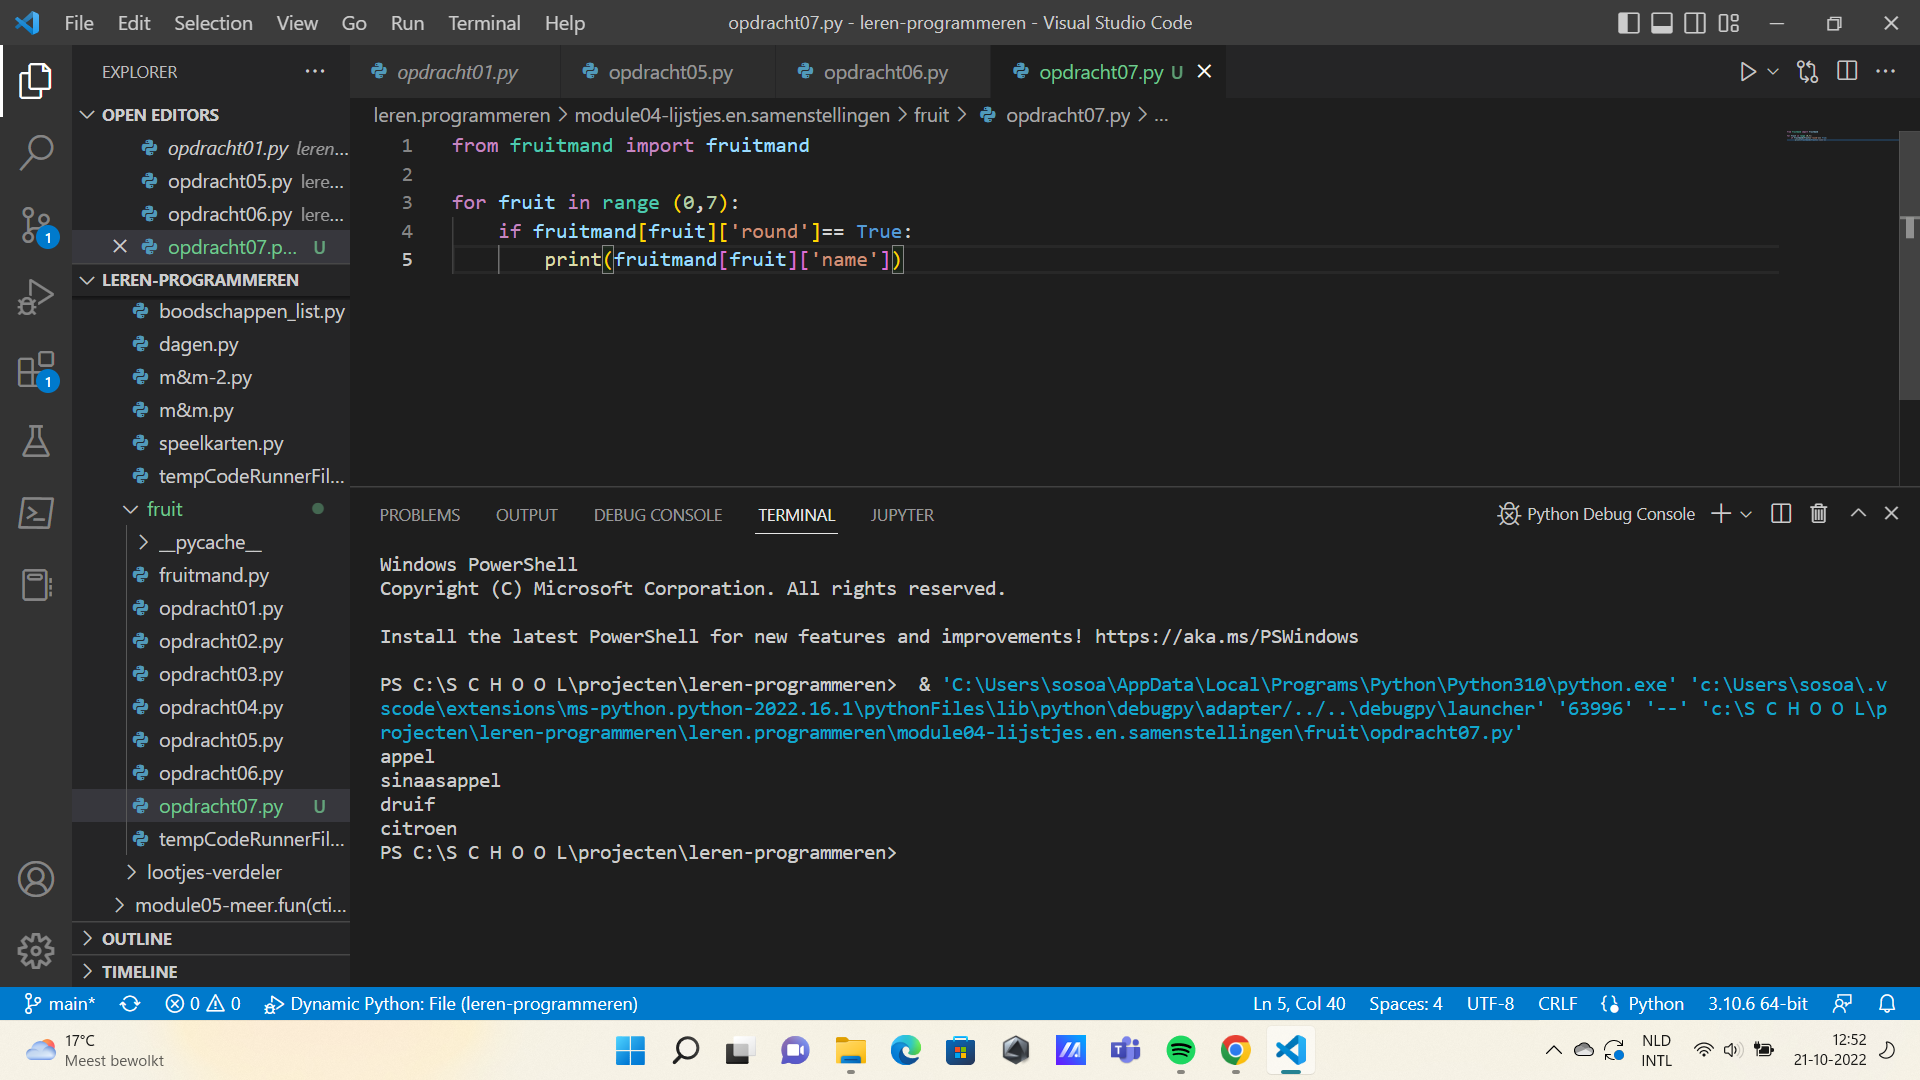 File Edit Selection View Go Run Terminal Help
opdracht07.py - leren-programmeren - Visual Studio Code
EXPLORER
OPEN EDITORS
opdracht01.py leren...
opdracht05.py lere...
opdracht06.py lere...
opdracht07.p... U
LEREN-PROGRAMMEREN
boodschappen_list.py
dagen.py
m&m-2.py
m&m.py
speelkarten.py
tempCodeRunnerFil...
fruit
__pycache__
fruitmand.py
opdracht01.py
opdracht02.py
opdracht03.py
opdracht04.py
opdracht05.py
opdracht06.py
opdracht07.py U
tempCodeRunnerFil...
lootjes-verdeler
module05-meer.fun(cti...
OUTLINE
TIMELINE
1
1
opdracht01.py opdracht05.py opdracht06.py opdracht07.py U
leren.programmeren > module04-lijstjes.en.samenstellingen > fruit > opdracht07.py > ...
1 from fruitmand import fruitmand
2
3 for fruit in range (0,7):
4 if fruitmand[fruit]['round']== True:
5 print(fruitmand[fruit]['name'])
PROBLEMS OUTPUT DEBUG CONSOLE TERMINAL JUPYTER
Python Debug Console
Windows PowerShell
Copyright (C) Microsoft Corporation. All rights reserved.
Install the latest PowerShell for new features and improvements! https://aka.ms/PSWindows
PS C:\S C H O O L\projecten\leren-programmeren> & 'C:\Users\sosoa\AppData\Local\Programs\Python\Python310\python.exe' 'c:\Users\sosoa\.v
scode\extensions\ms-python.python-2022.16.1\pythonFiles\lib\python\debugpy\adapter/../..\debugpy\launcher' '63996' '--' 'c:\S C H O O L\p
rojecten\leren-programmeren\leren.programmeren\module04-lijstjes.en.samenstellingen\fruit\opdracht07.py'
appel
sinaasappel
druif
citroen
PS C:\S C H O O L\projecten\leren-programmeren>
main* 0 0 Dynamic Python: File (leren-programmeren)
Ln 5, Col 40 Spaces: 4 UTF-8 CRLF Python 3.10.6 64-bit
17°C
Meest bewolkt
NLD
INTL
12:52
21-10-2022